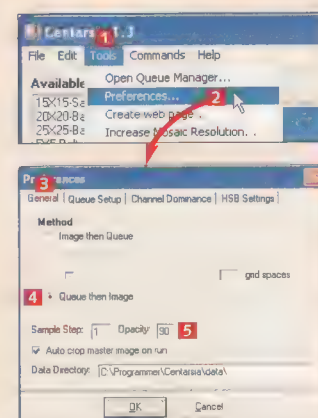 Centarsia 1.3
1
File Edit Tools Commands Help
Available
Open Queue Manager...
15X15-Sa
Preferences...
2
20X20-Ba
Create web page...
25X25-Ba
Increase Mosaic Resolution...
Preferences
3
General Queue Setup Channel Dominance HSB Settings
Method
Image then Queue
grid spaces
4 Queue then Image
Sample Step: 1 Opacity 90 5
Auto crop master image on run
Data Directory: C:\Programmer\Centarsia\data\
OK Cancel